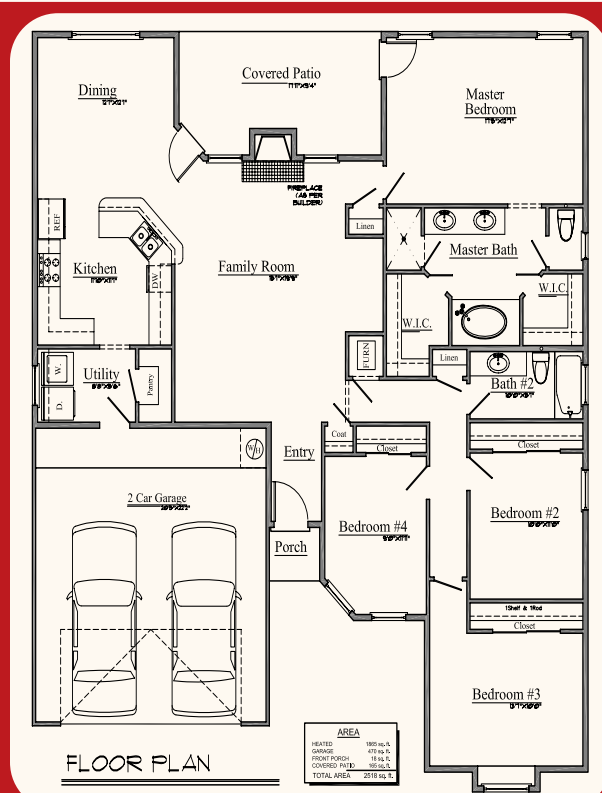 Covered Patio
Dining
Master
Bedroom
FIREPLACE
(AS PER
BUILDER)
REF
Linen
Kitchen
DW
Family Room
Master Bath
W.I.C.
W.I.C.
W.
D.
Utility
Pantry
FURN
Linen
Bath #2
W/H
Coat
Closet
Closet
Entry
2 Car Garage
Bedroom #4
Bedroom #2
Porch
1Shelf & 1Rod
Closet
Bedroom #3
AREA
HEATED 1865 sq. ft.
GARAGE 470 sq. ft.
FRONT PORCH 18 sq. ft.
COVERED PATIO 165 sq. ft.
TOTAL AREA 2518 sq. ft.
FLOOR PLAN